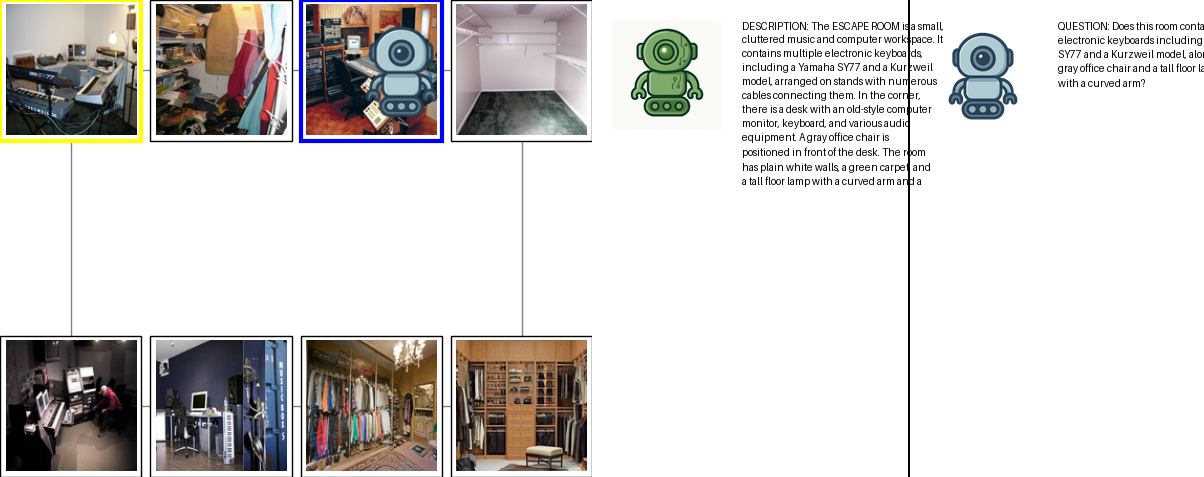 DESCRIPTION: The ESCAPE ROOM is a small,
cluttered music and computer workspace. It
contains multiple electronic keyboards,
including a Yamaha SY77 and a Kurzweil
model, arranged on stands with numerous
cables connecting them. In the corner,
there is a desk with an old-style computer
monitor, keyboard, and various audio
equipment. A gray office chair is
positioned in front of the desk. The room
has plain white walls, a green carpet, and
a tall floor lamp with a curved arm and a
QUESTION: Does this room conta
electronic keyboards including
SY77 and a Kurzweil model, alo
gray office chair and a tall floor la
with a curved arm?
MUSIC BOX 5